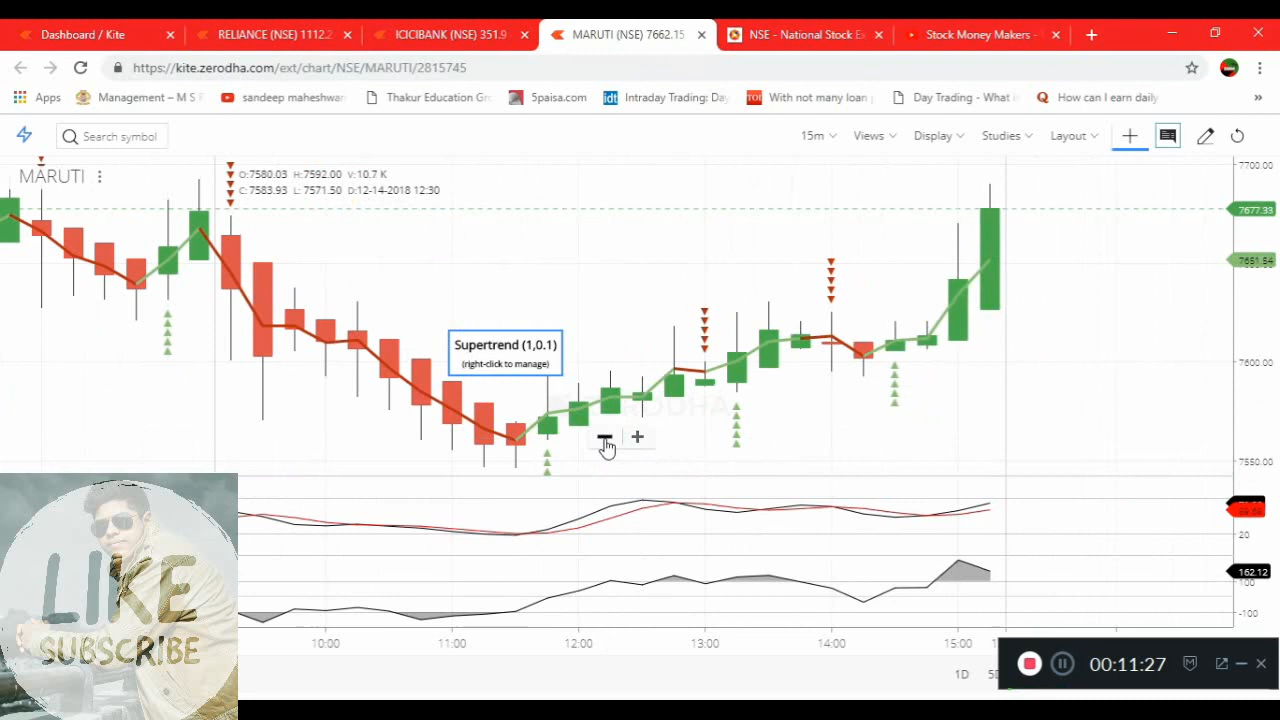 Dashboard / Kite
RELIANCE (NSE) 1112.2
ICICIBANK (NSE) 351.9
MARUTI (NSE) 7662.15
NSE - National Stock Ex
Stock Money Makers -
https://kite.zerodha.com/ext/chart/NSE/MARUTI/2815745
Apps
Management – M S F
sandeep maheshwar
Thakur Education Gro
5paisa.com
idt
Intraday Trading: Day
With not many loan
Day Trading - What is
How can I earn daily
»
Search symbol
15m
Views
Display
Studies
Layout
MARUTI
O:7580.03 H:7592.00 V:10.7 K
C:7583.93 L: 7571.50 D:12-14-2018 12:30
7700.00
7677.33
7651.54
Supertrend (1,0.1)
(right-click to manage)
7600.00
ZERODHA
7550.00
20
162.12
100
-100
10:00
11:00
12:00
13:00
14:00
15:00
1D
LIKE
SUBSCRIBE
00:11:27